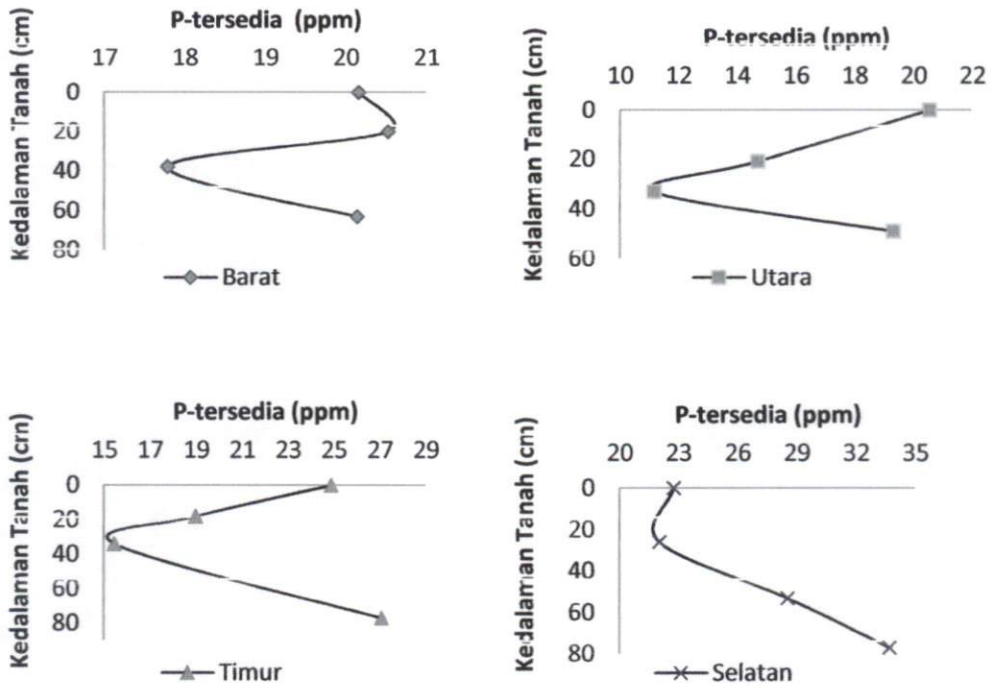 P-tersedia (ppm)
17 18 19 20 21
Kedalaman Tanah (cm)
0
20
40
60
80
Barat
P-tersedia (ppm)
10 12 14 16 18 20 22
Kedalaman Tanah (cm)
0
20
40
60
Utara
P-tersedia (ppm)
15 17 19 21 23 25 27 29
Kedalaman Tanah (cm)
0
20
40
60
80
Timur
P-tersedia (ppm)
20 23 26 29 32 35
Kedalaman Tanah (cm)
0
20
40
60
80
Selatan